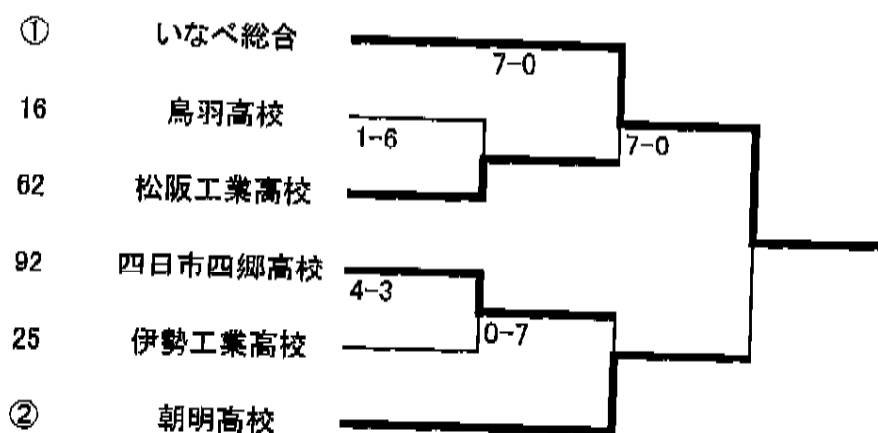 ① いなべ総合
7-0
16 鳥羽高校
1-6
7-0
62 松阪工業高校
92 四日市四郷高校
4-3
0-7
25 伊勢工業高校
② 朝明高校